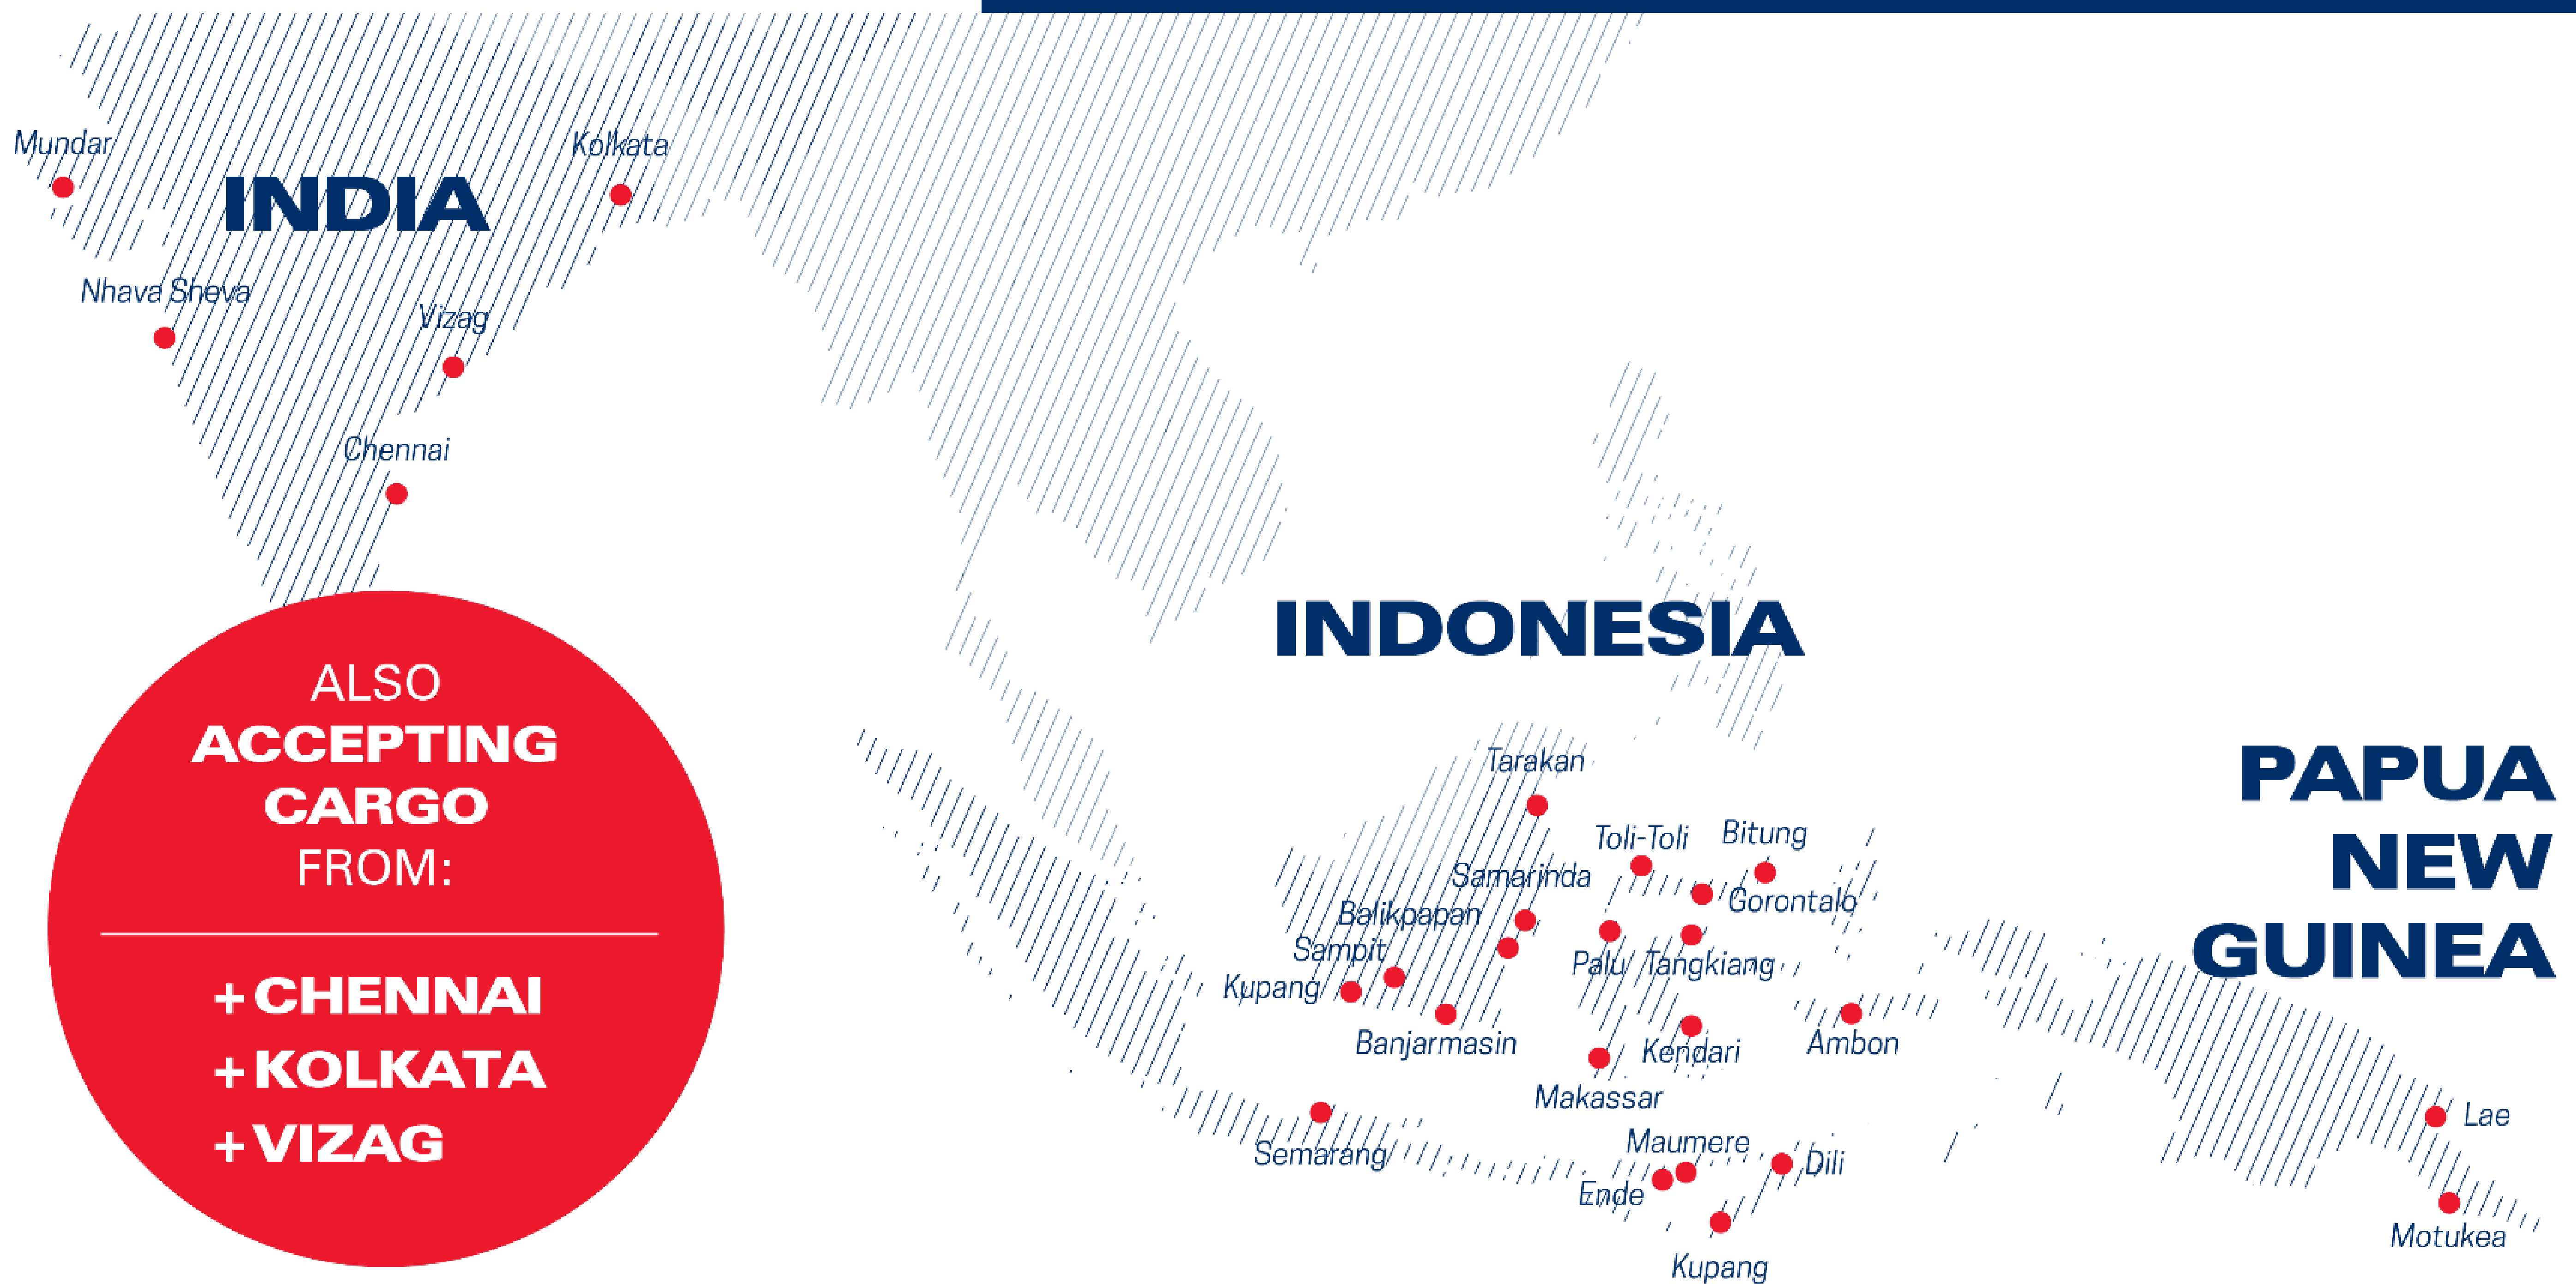 Mundar
Kolkata
INDIA
Nhava Sheva
Vizag
Chennai
ALSO
ACCEPTING
CARGO
FROM:
+CHENNAI
+KOLKATA
+VIZAG
INDONESIA
PAPUA
NEW
GUINEA
Tarakan
Toli-Toli
Bitung
Samarinda
Gorontalo
Balikpapan
Sampit
Palu
Tangkiang
Kupang
Banjarmasin
Kendari
Ambon
Makassar
Semarang
Maumere
Dili
Ende
Kupang
Lae
Motukea